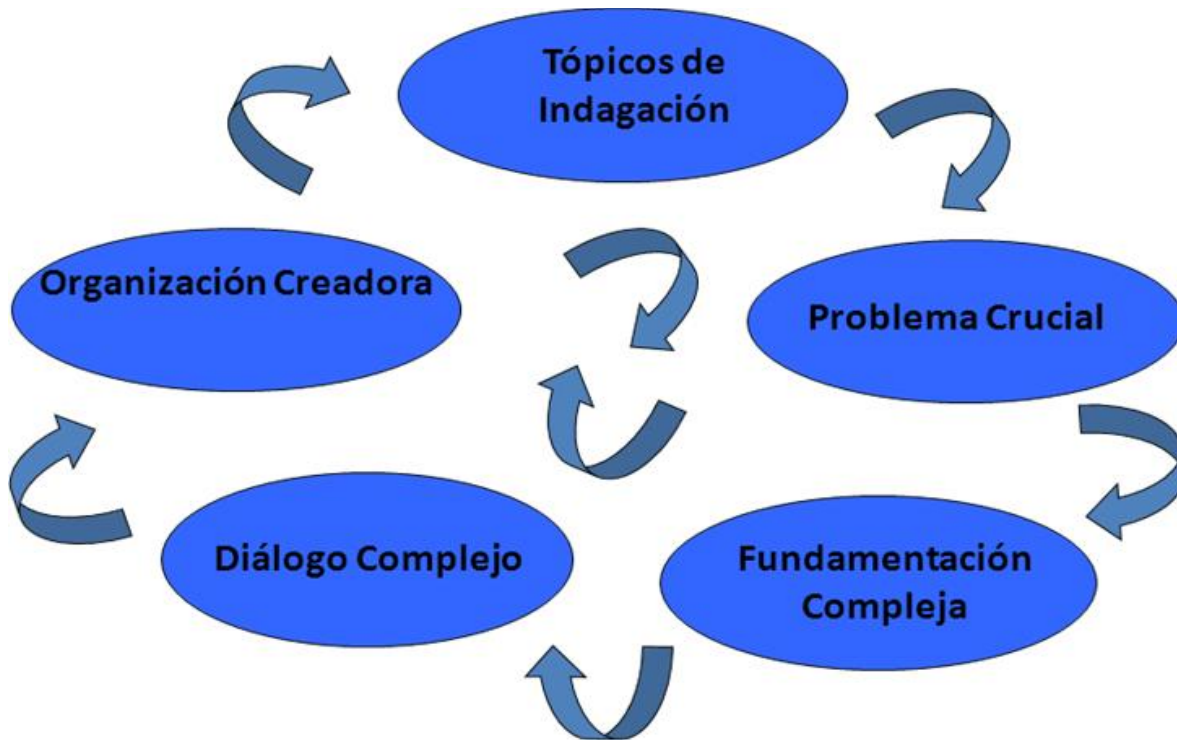 Tópicos de
Indagación
Organización Creadora
Problema Crucial
Diálogo Complejo
Fundamentación
Compleja